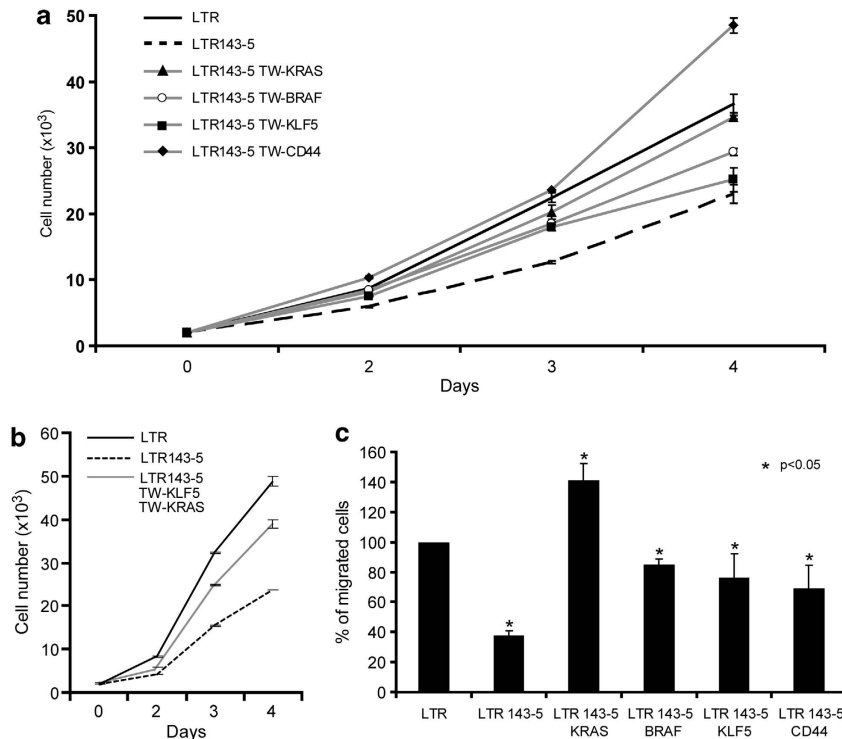 a
LTR
LTR143-5
LTR143-5 TW-KRAS
LTR143-5 TW-BRAF
LTR143-5 TW-KLF5
LTR143-5 TW-CD44
Cell number (x10³)
50
40
30
20
10
0
0 2 3 4
Days
b
LTR
LTR143-5
LTR143-5
TW-KLF5
TW-KRAS
Cell number (x10³)
60
50
40
30
20
10
0
0 2 3 4
Days
c
* p<0.05
% of migrated cells
160
140
120
100
80
60
40
20
0
* * * * *
LTR
LTR 143-5
LTR 143-5 KRAS
LTR 143-5 BRAF
LTR 143-5 KLF5
LTR 143-5 CD44